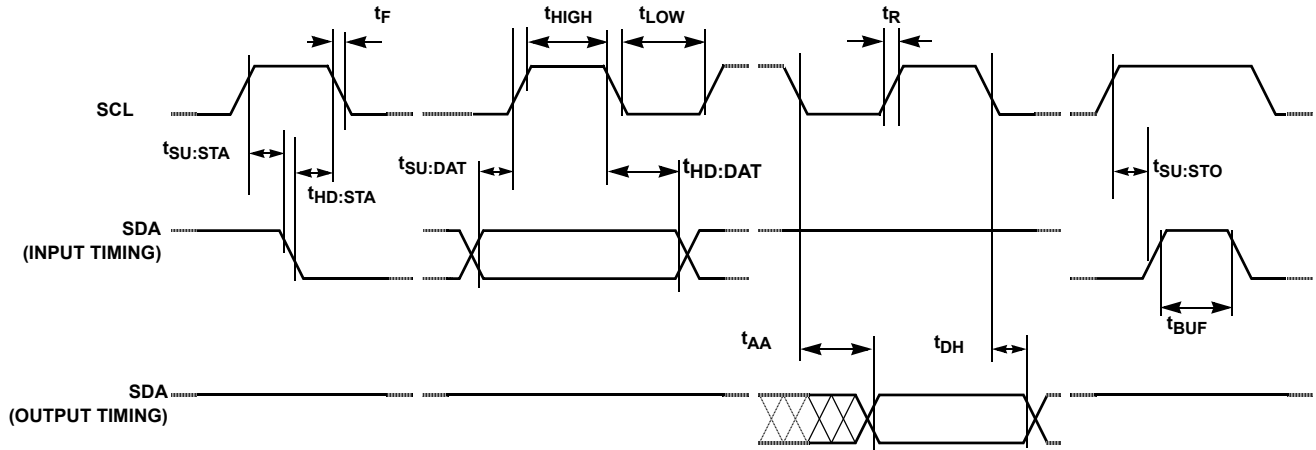 tF
tHIGH
tLOW
tR
SCL
tSU:STA
tHD:STA
tSU:DAT
tHD:DAT
tSU:STO
SDA
(INPUT TIMING)
tBUF
tAA
tDH
SDA
(OUTPUT TIMING)